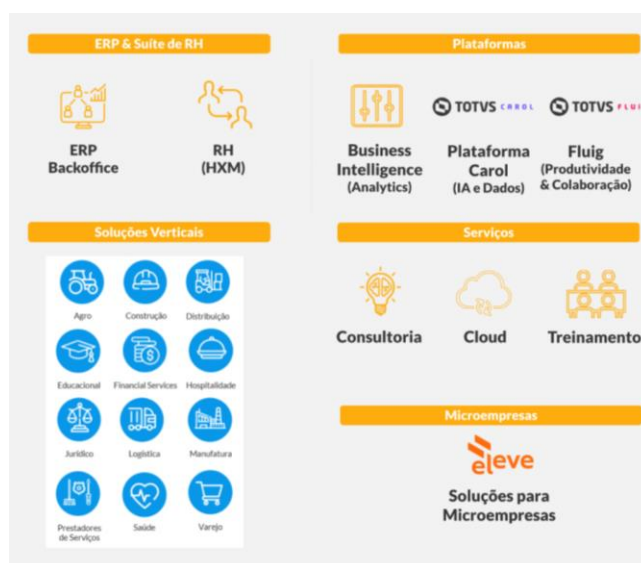 ERP & Suíte de RH
ERP
Backoffice
RH
(HXM)
Plataformas
Business
Intelligence
(Analytics)
TOTVS CAROL
Plataforma
Carol
(IA e Dados)
TOTVS FLUI
Fluig
(Produtividade
& Colaboração)
Soluções Verticais
Agro
Construção
Distribuição
Educacional
Financial Services
Hospitalidade
Jurídico
Logística
Manufatura
Prestadores
de Serviços
Saúde
Varejo
Serviços
Consultoria
Cloud
Treinamento
Microempresas
eleve
Soluções para
Microempresas